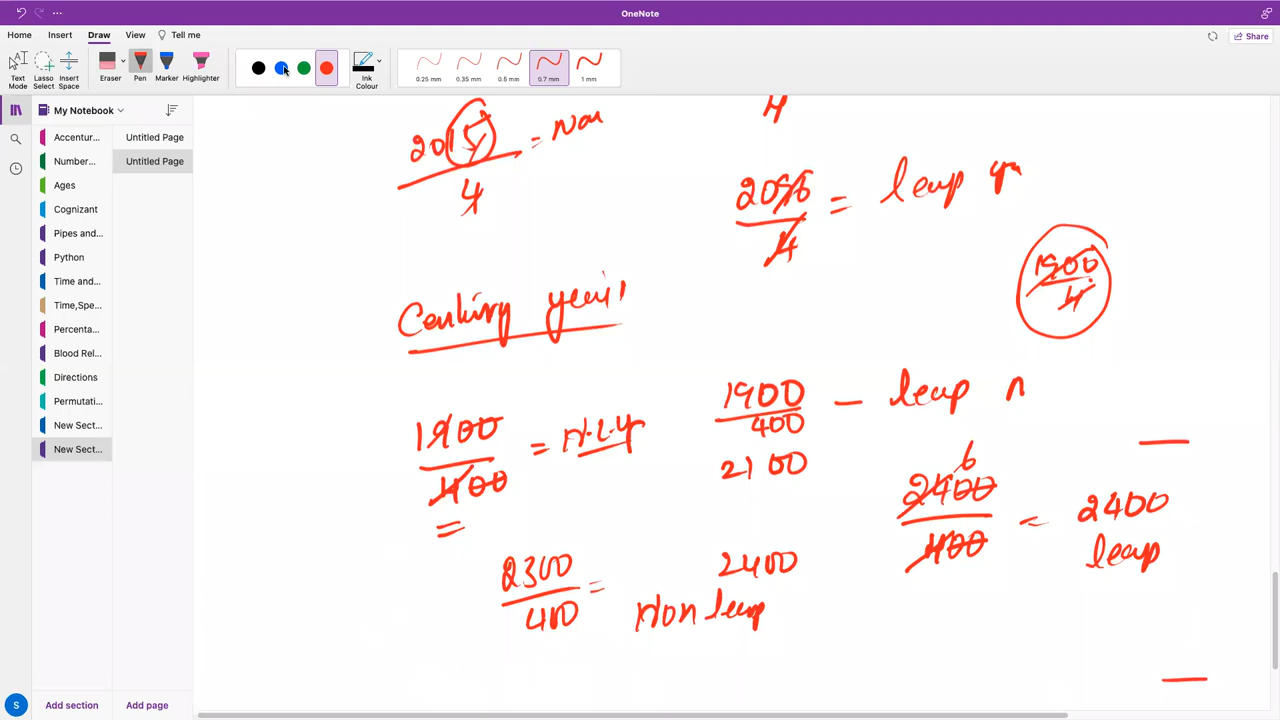 OneNote
Home Insert Draw View Tell me
Share
Text Mode
Lasso Select
Insert Space
Eraser
Pen
Marker
Highlighter
Ink Colour
0.25 mm 0.35 mm 0.5 mm 0.7 mm 1 mm
My Notebook
Accentur...
Number...
Ages
Cognizant
Pipes and...
Python
Time and...
Time,Spe...
Percenta...
Blood Rel...
Directions
Permutati...
New Sect...
New Sect...
Add section
Untitled Page
Untitled Page
Add page
S
2015 = Non
4
4
2096 = leap
4
1900
4
Century years
1900 = N.L.Y
400
=
1900 - leap n
400
2100
2400 = 2400
400 leap
6
2300 =
400
2400
Non leap